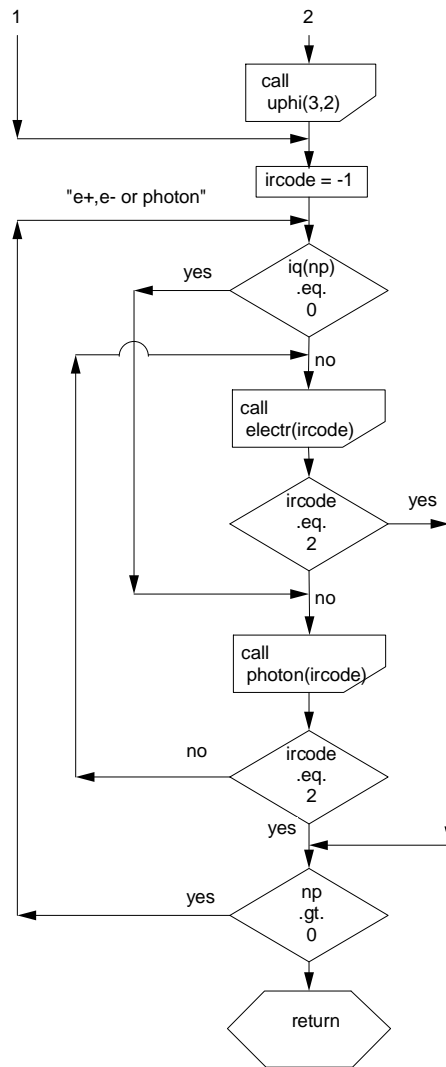 1
2
call
uphi(3,2)
ircode = -1
"e+,e- or photon"
yes
iq(np)
.eq.
0
no
call
electr(ircode)
ircode
.eq.
2
yes
no
call
photon(ircode)
no
ircode
.eq.
2
yes
yes
np
.gt.
0
return